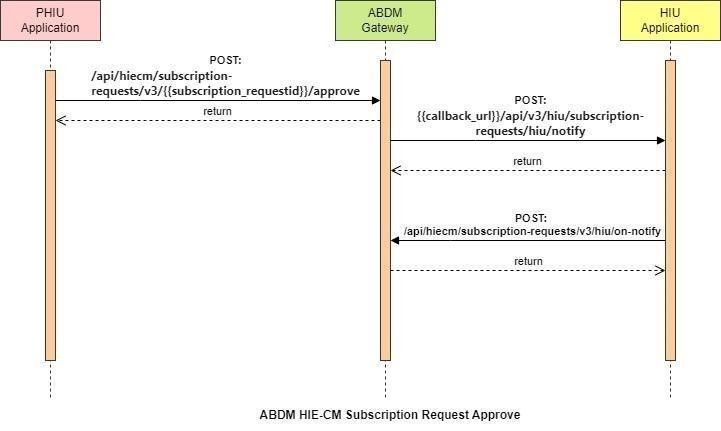 PHIU
Application
ABDM
Gateway
HIU
Application
POST:
/api/hiecm/subscription-
requests/v3/{{subscription_requestid}}/approve
return
POST:
{{callback_url}}/api/v3/hiu/subscription-
requests/hiu/notify
return
POST:
/api/hiecm/subscription-requests/v3/hiu/on-notify
return
ABDM HIE-CM Subscription Request Approve